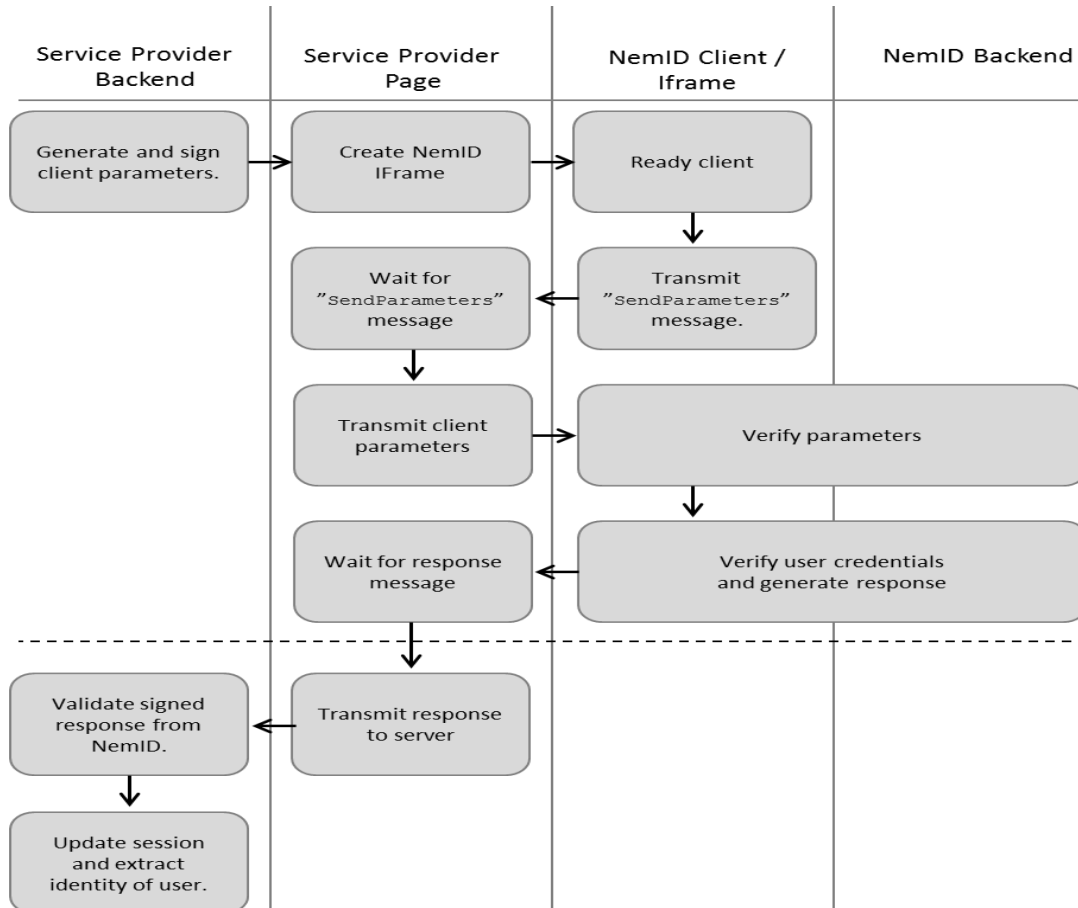 Service Provider
Backend
Service Provider
Page
NemID Client /
Iframe
NemID Backend
Generate and sign
client parameters.
Create NemID
IFrame
Ready client
Wait for
”SendParameters”
message
Transmit
”SendParameters”
message.
Transmit client
parameters
Verify parameters
Wait for response
message
Verify user credentials
and generate response
Validate signed
response from
NemID.
Transmit response
to server
Update session
and extract
identity of user.